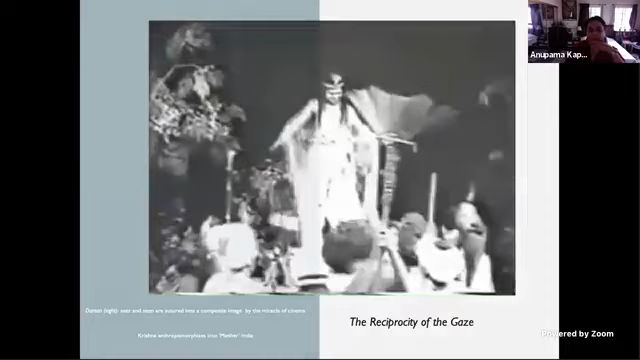 Anupama Kap...
Darsan (right): seer and seen are sutured into a composite image by the miracle of cinema
The Reciprocity of the Gaze
Krishna anthropomorphises into 'Mother' India
Powered by Zoom